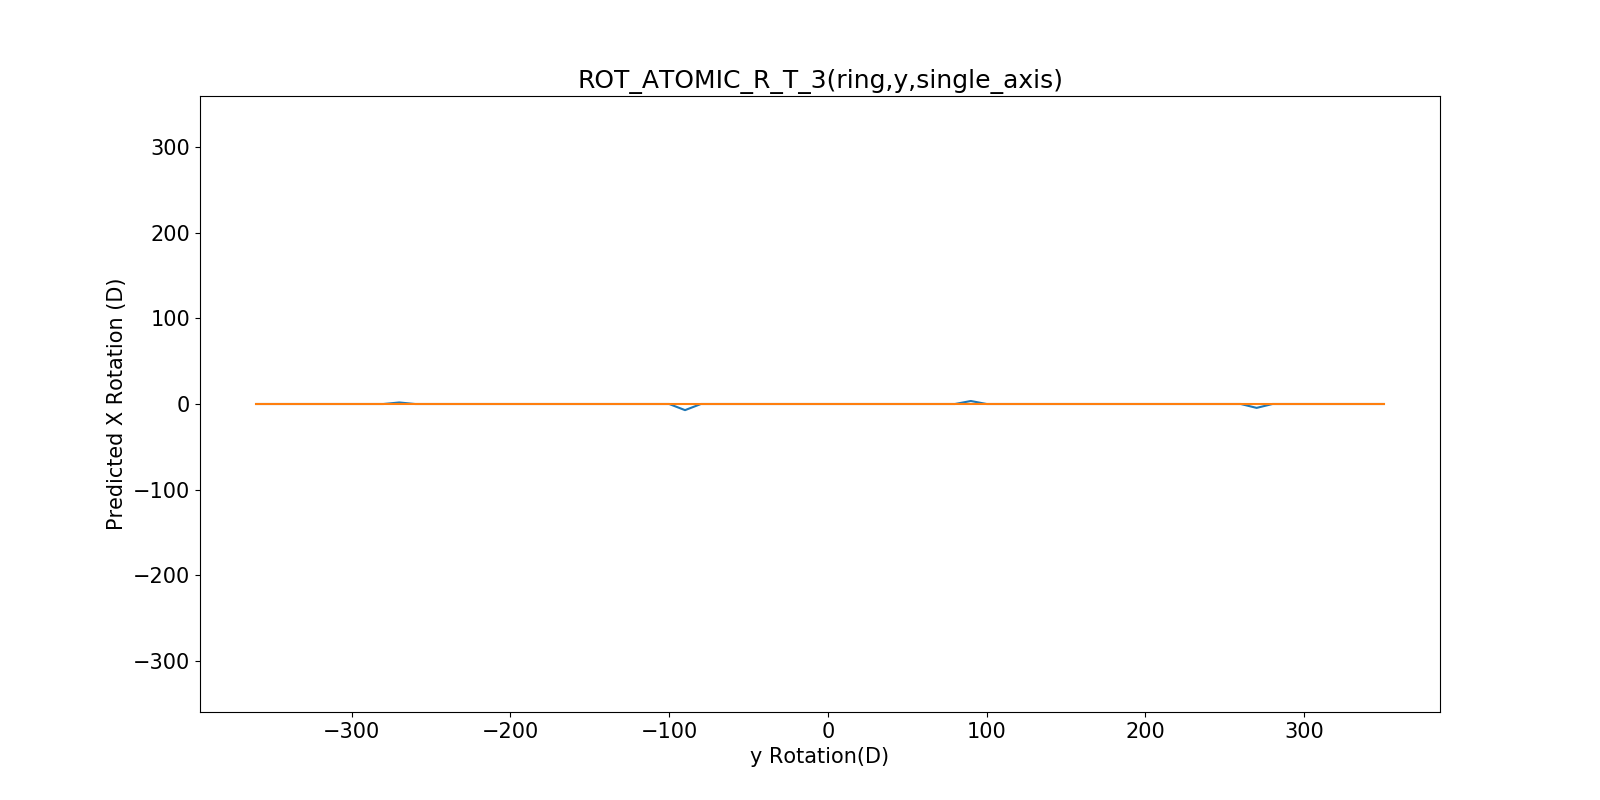 ROT_ATOMIC_R_T_3(ring,y,single_axis)
300
200
100
0
−100
−200
−300
Predicted X Rotation (D)
−300 −200 −100 0 100 200 300
y Rotation(D)